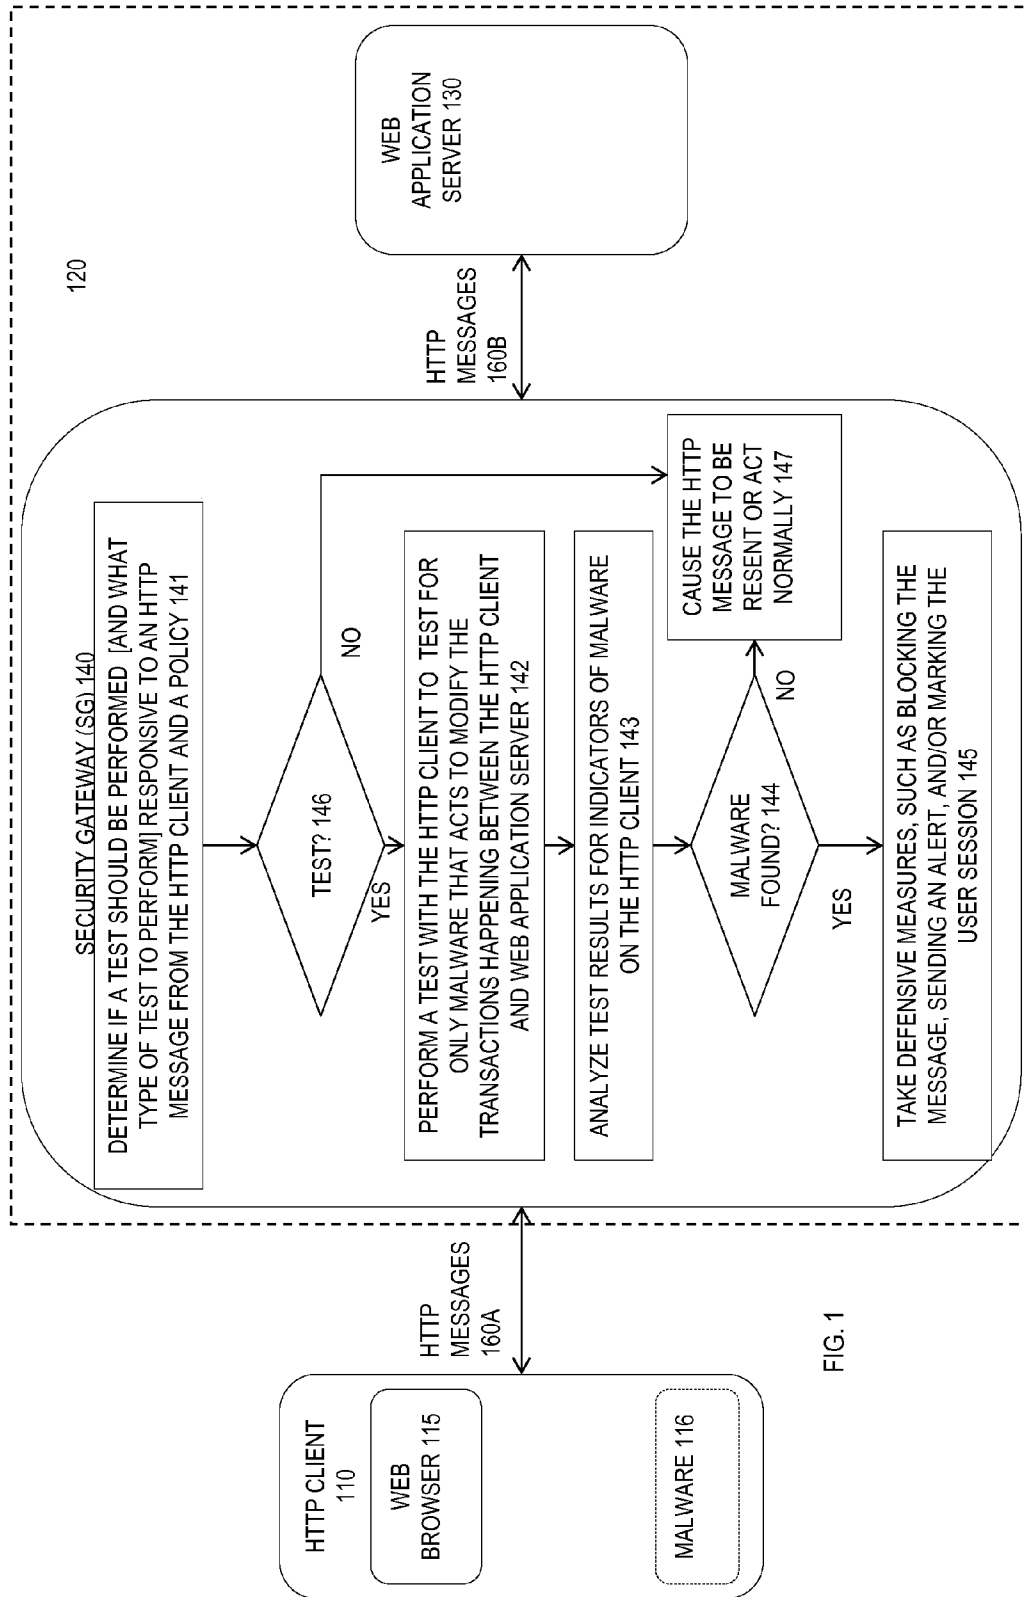 HTTP CLIENT
110
WEB
BROWSER 115
MALWARE 116
HTTP
MESSAGES
160A
SECURITY GATEWAY (SG) 140
DETERMINE IF A TEST SHOULD BE PERFORMED [AND WHAT
TYPE OF TEST TO PERFORM] RESPONSIVE TO AN HTTP
MESSAGE FROM THE HTTP CLIENT AND A POLICY 141
TEST? 146
NO
YES
PERFORM A TEST WITH THE HTTP CLIENT TO TEST FOR
ONLY MALWARE THAT ACTS TO MODIFY THE
TRANSACTIONS HAPPENING BETWEEN THE HTTP CLIENT
AND WEB APPLICATION SERVER 142
ANALYZE TEST RESULTS FOR INDICATORS OF MALWARE
ON THE HTTP CLIENT 143
MALWARE
FOUND? 144
NO
YES
CAUSE THE HTTP
MESSAGE TO BE
RESENT OR ACT
NORMALLY 147
TAKE DEFENSIVE MEASURES, SUCH AS BLOCKING THE
MESSAGE, SENDING AN ALERT, AND/OR MARKING THE
USER SESSION 145
HTTP
MESSAGES
160B
120
WEB
APPLICATION
SERVER 130
FIG. 1